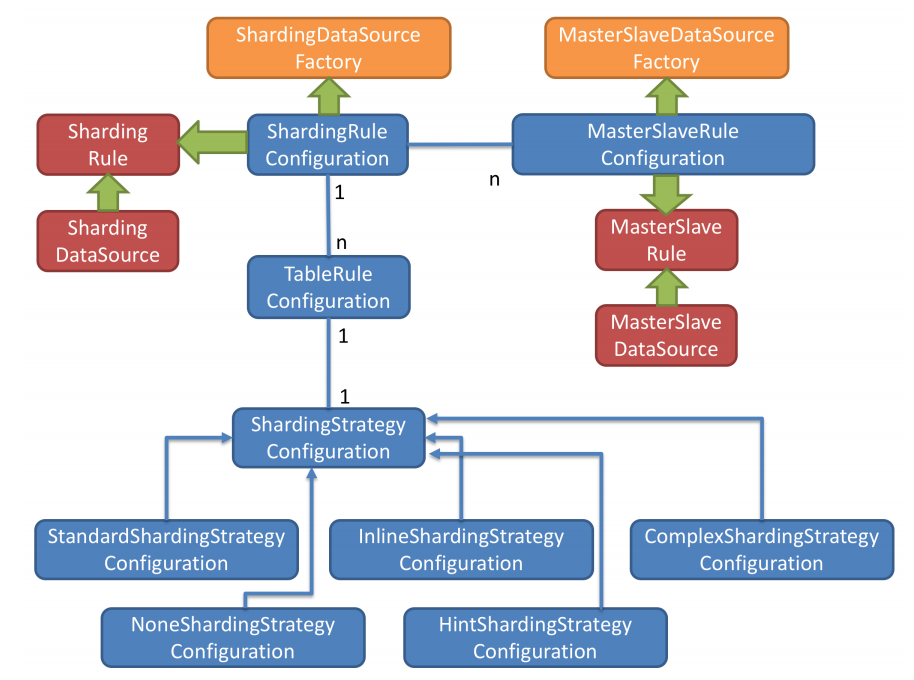 ShardingDataSource
Factory
MasterSlaveDataSource
Factory
Sharding
Rule
ShardingRule
Configuration
MasterSlaveRule
Configuration
1
n
Sharding
DataSource
MasterSlave
Rule
n
TableRule
Configuration
1
MasterSlave
DataSource
1
ShardingStrategy
Configuration
StandardShardingStrategy
Configuration
InlineShardingStrategy
Configuration
ComplexShardingStrategy
Configuration
NoneShardingStrategy
Configuration
HintShardingStrategy
Configuration